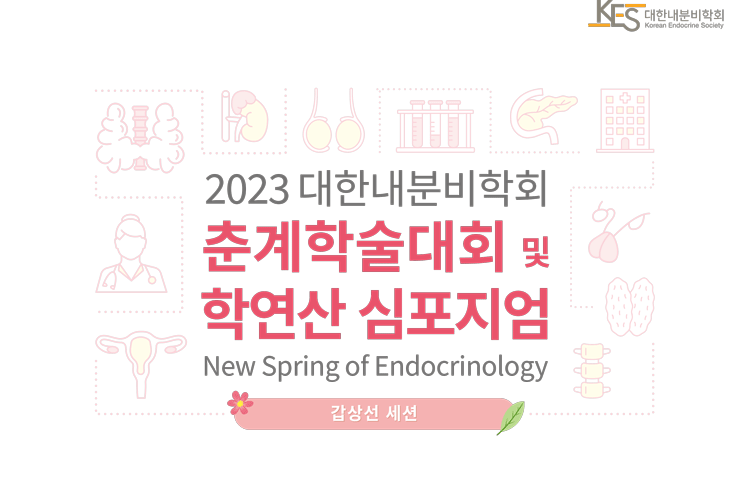 KES 대한내분비학회
Korean Endocrine Society
2023 대한내분비학회
춘계학술대회 및
학연산 심포지엄
New Spring of Endocrinology
갑상선 세션